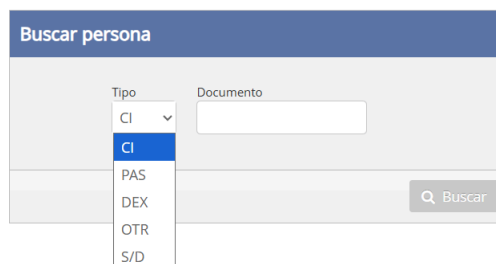 Buscar persona
Tipo Documento
CI
CI
PAS
DEX
OTR
S/D
Buscar